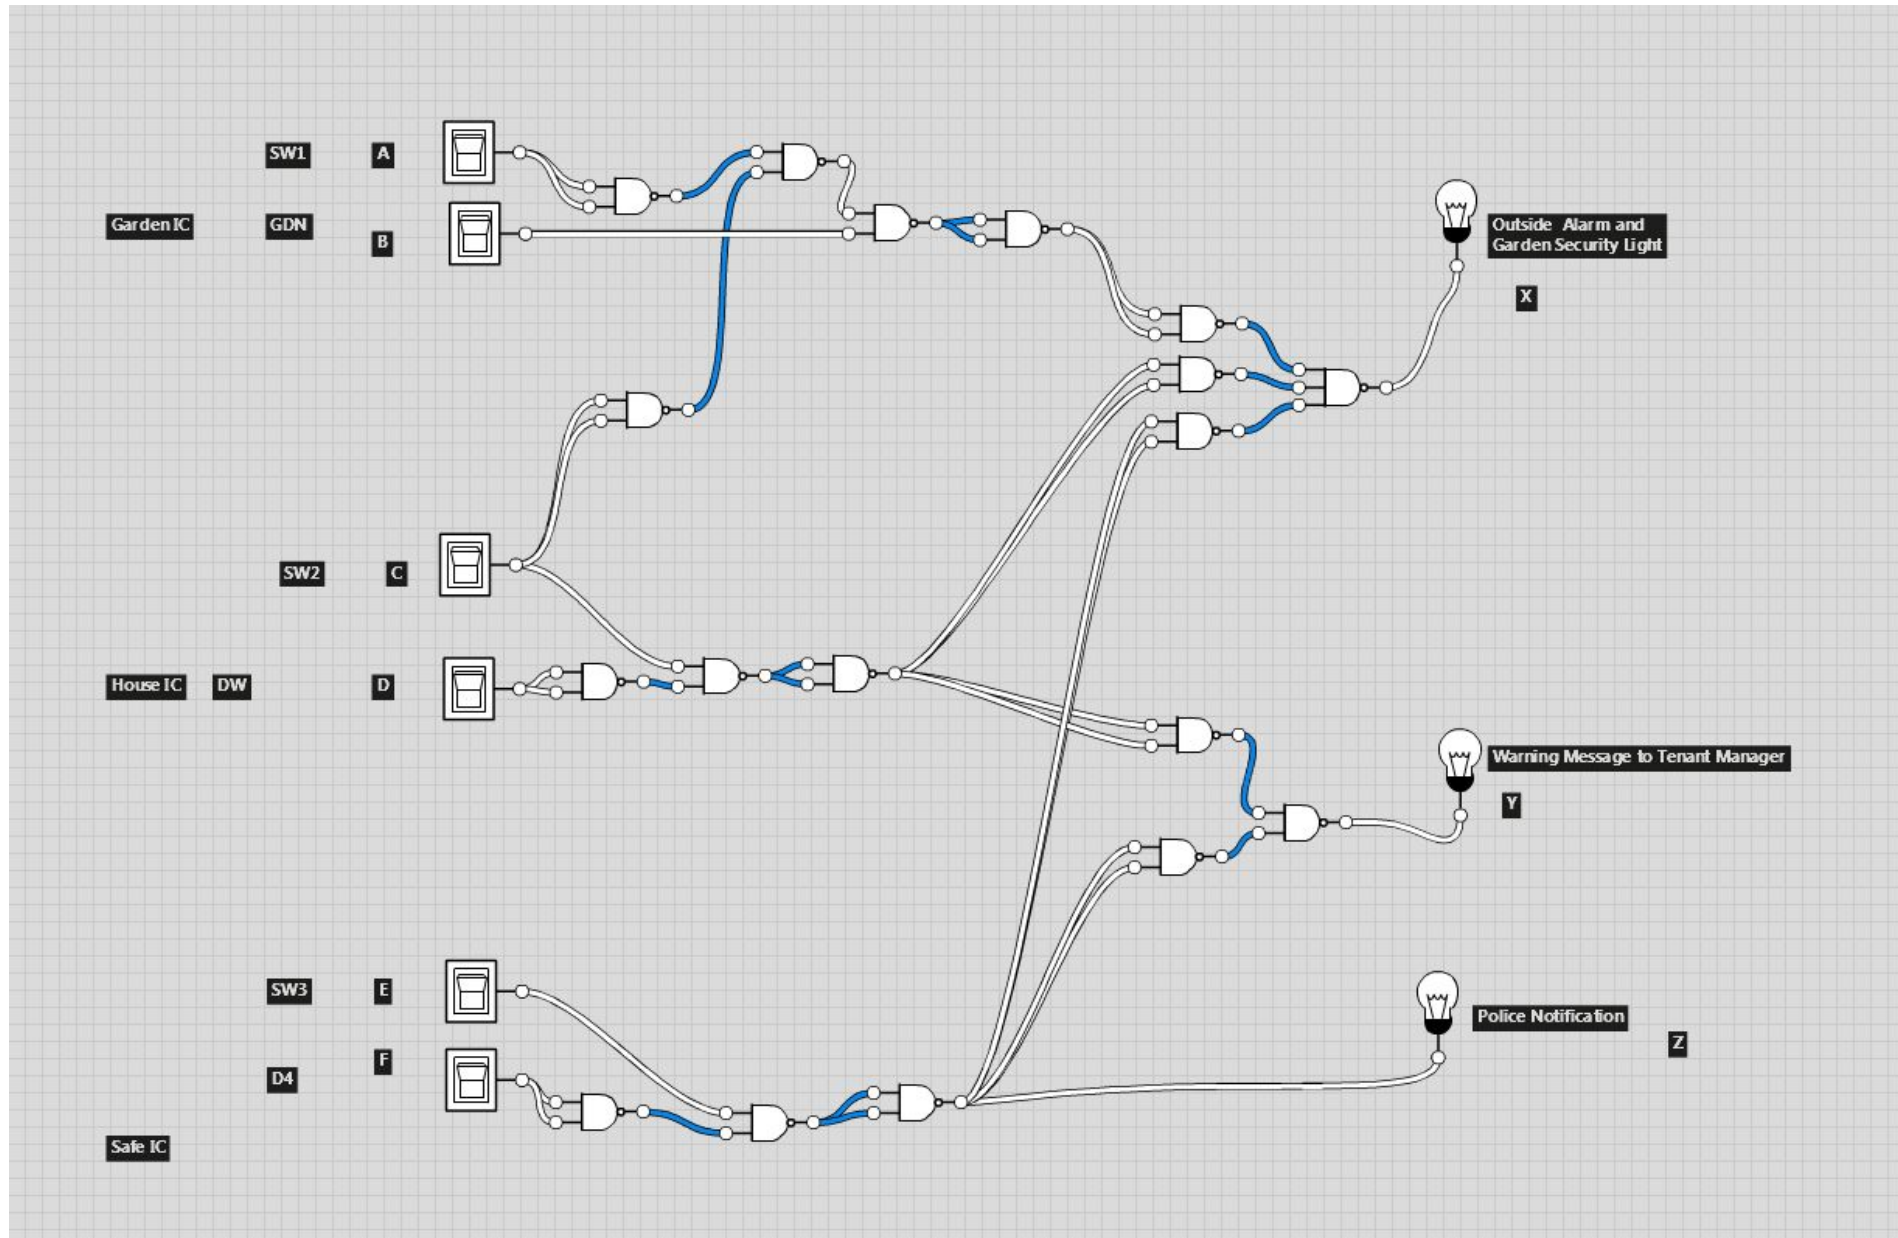 SW1 A
Garden IC GDN B
Outside Alarm and
Garden Security Light
X
SW2 C
House IC DW D
Warning Message to Tenant Manager
Y
SW3 E
Police Notification
Z
D4 F
Safe IC